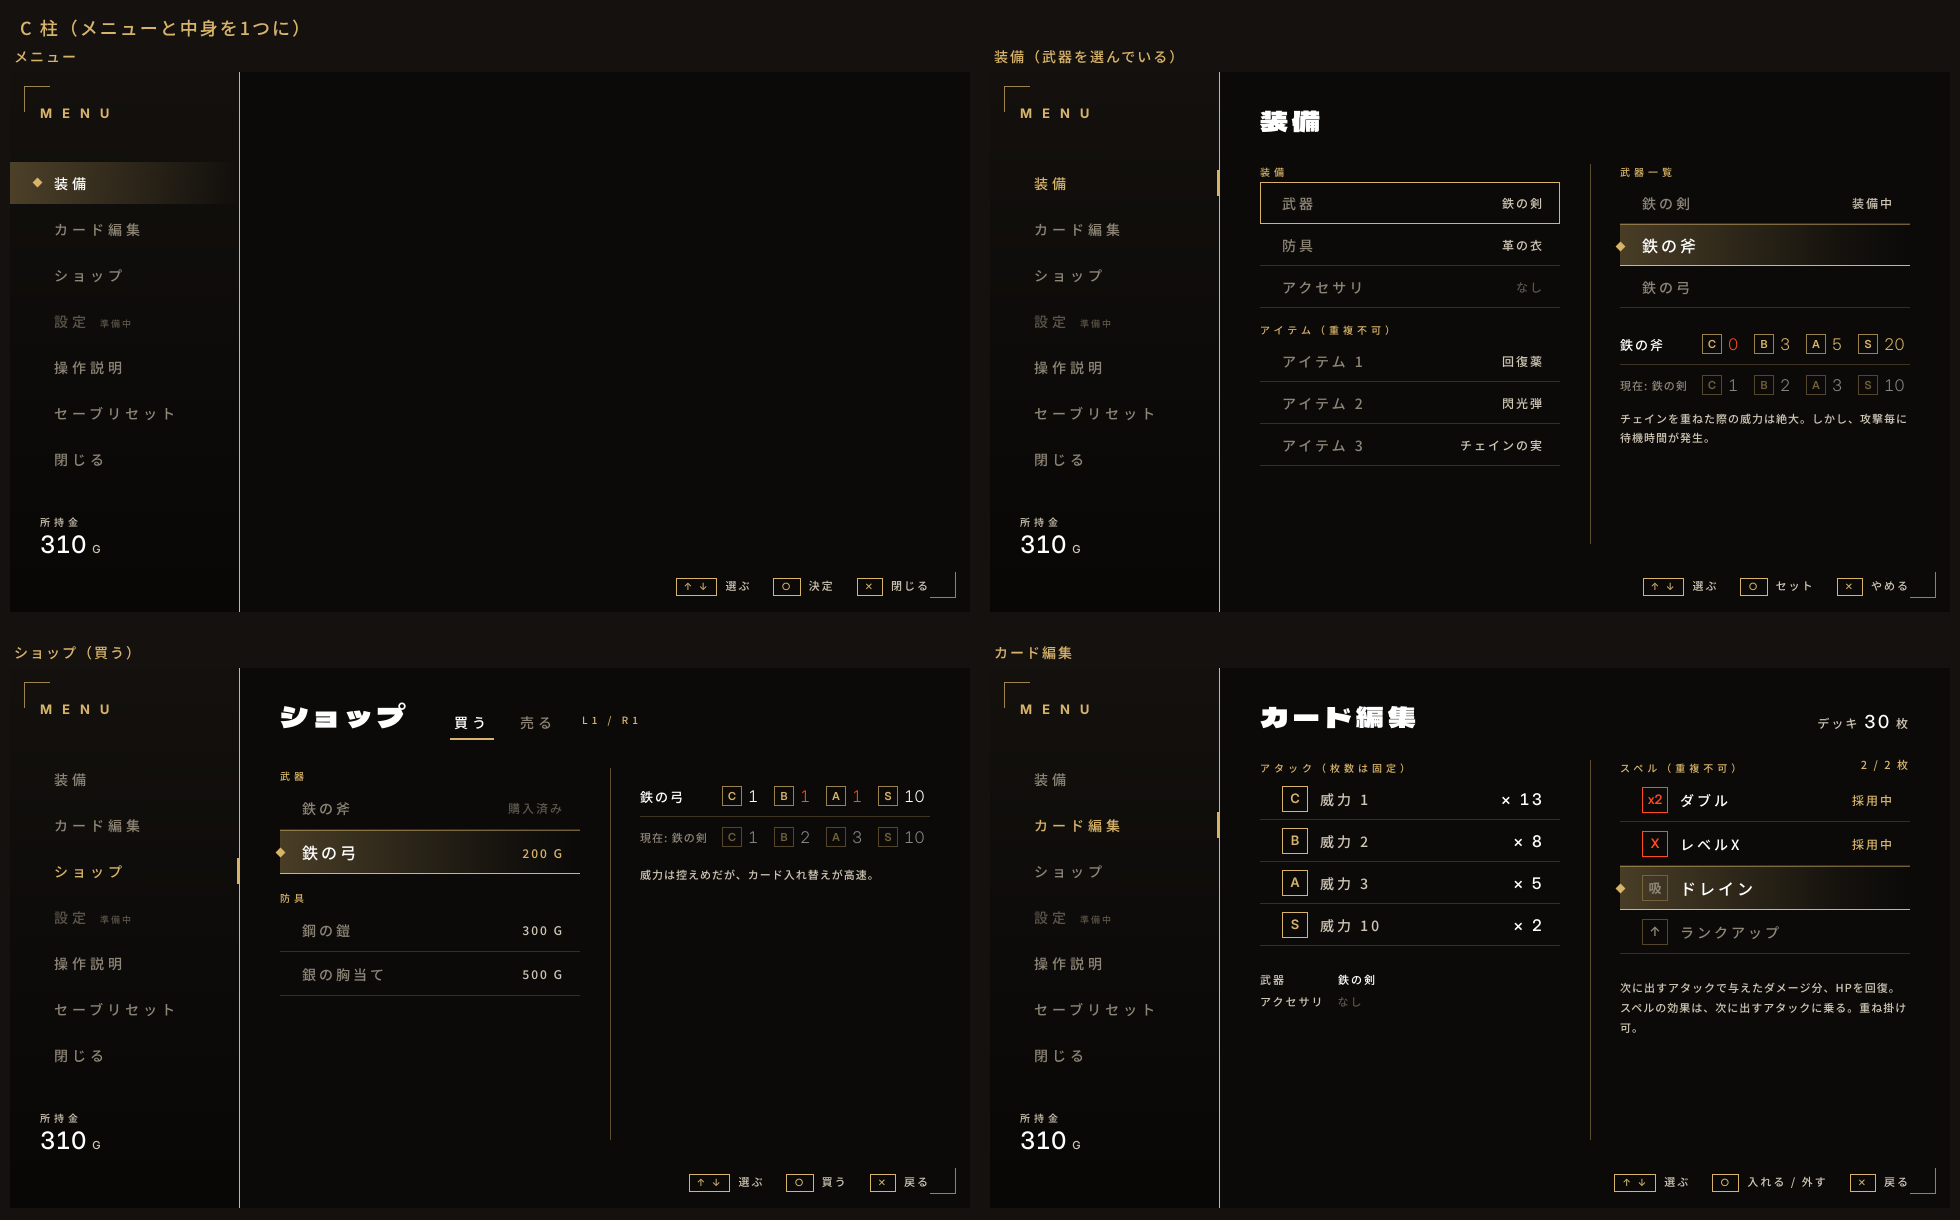 C 柱（メニューと中身を1つに）
メニュー
MENU
装備
カード編集
ショップ
設定 準備中
操作説明
セーブリセット
閉じる
所持金
310 G
↑ ↓ 選ぶ ○ 決定 × 閉じる
装備（武器を選んでいる）
MENU
装備
カード編集
ショップ
設定 準備中
操作説明
セーブリセット
閉じる
所持金
310 G
装備
装備
武器 鉄の剣
防具 革の衣
アクセサリ なし
アイテム（重複不可）
アイテム 1 回復薬
アイテム 2 閃光弾
アイテム 3 チェインの実
武器一覧
鉄の剣 装備中
鉄の斧
鉄の弓
鉄の斧 C 0 B 3 A 5 S 20
現在: 鉄の剣 C 1 B 2 A 3 S 10
チェインを重ねた際の威力は絶大。しかし、攻撃毎に
待機時間が発生。
↑ ↓ 選ぶ ○ セット × やめる
ショップ（買う）
MENU
装備
カード編集
ショップ
設定 準備中
操作説明
セーブリセット
閉じる
所持金
310 G
ショップ 買う 売る L1 / R1
武器
鉄の斧 購入済み
鉄の弓 200 G
防具
鋼の鎧 300 G
銀の胸当て 500 G
鉄の弓 C 1 B 1 A 1 S 10
現在: 鉄の剣 C 1 B 2 A 3 S 10
威力は控えめだが、カード入れ替えが高速。
↑ ↓ 選ぶ ○ 買う × 戻る
カード編集
MENU
装備
カード編集
ショップ
設定 準備中
操作説明
セーブリセット
閉じる
所持金
310 G
カード編集 デッキ 30 枚
アタック（枚数は固定）
C 威力 1 × 13
B 威力 2 × 8
A 威力 3 × 5
S 威力 10 × 2
武器 鉄の剣
アクセサリ なし
スペル（重複不可） 2 / 2 枚
x2 ダブル 採用中
X レベルX 採用中
吸 ドレイン
↑ ランクアップ
次に出すアタックで与えたダメージ分、HPを回復。
スペルの効果は、次に出すアタックに乗る。重ね掛け
可。
↑ ↓ 選ぶ ○ 入れる / 外す × 戻る